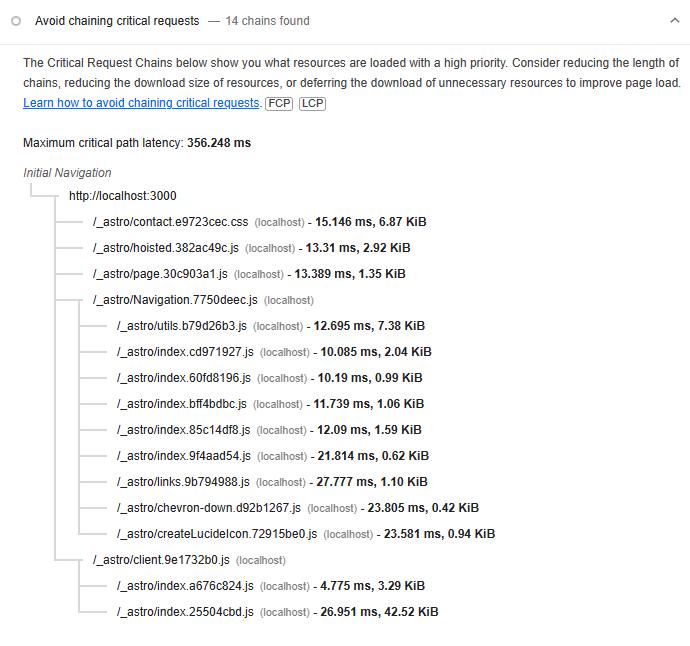 Avoid chaining critical requests — 14 chains found
The Critical Request Chains below show you what resources are loaded with a high priority. Consider reducing the length of
chains, reducing the download size of resources, or deferring the download of unnecessary resources to improve page load.
Learn how to avoid chaining critical requests. FCP LCP
Maximum critical path latency: 356.248 ms
Initial Navigation
http://localhost:3000
/_astro/contact.e9723cec.css (localhost) - 15.146 ms, 6.87 KiB
/_astro/hoisted.382ac49c.js (localhost) - 13.31 ms, 2.92 KiB
/_astro/page.30c903a1.js (localhost) - 13.389 ms, 1.35 KiB
/_astro/Navigation.7750deec.js (localhost)
/_astro/utils.b79d26b3.js (localhost) - 12.695 ms, 7.38 KiB
/_astro/index.cd971927.js (localhost) - 10.085 ms, 2.04 KiB
/_astro/index.60fd8196.js (localhost) - 10.19 ms, 0.99 KiB
/_astro/index.bff4bdbc.js (localhost) - 11.739 ms, 1.06 KiB
/_astro/index.85c14df8.js (localhost) - 12.09 ms, 1.59 KiB
/_astro/index.9f4aad54.js (localhost) - 21.814 ms, 0.62 KiB
/_astro/links.9b794988.js (localhost) - 27.777 ms, 1.10 KiB
/_astro/chevron-down.d92b1267.js (localhost) - 23.805 ms, 0.42 KiB
/_astro/createLucideIcon.72915be0.js (localhost) - 23.581 ms, 0.94 KiB
/_astro/client.9e1732b0.js (localhost)
/_astro/index.a676c824.js (localhost) - 4.775 ms, 3.29 KiB
/_astro/index.25504cbd.js (localhost) - 26.951 ms, 42.52 KiB